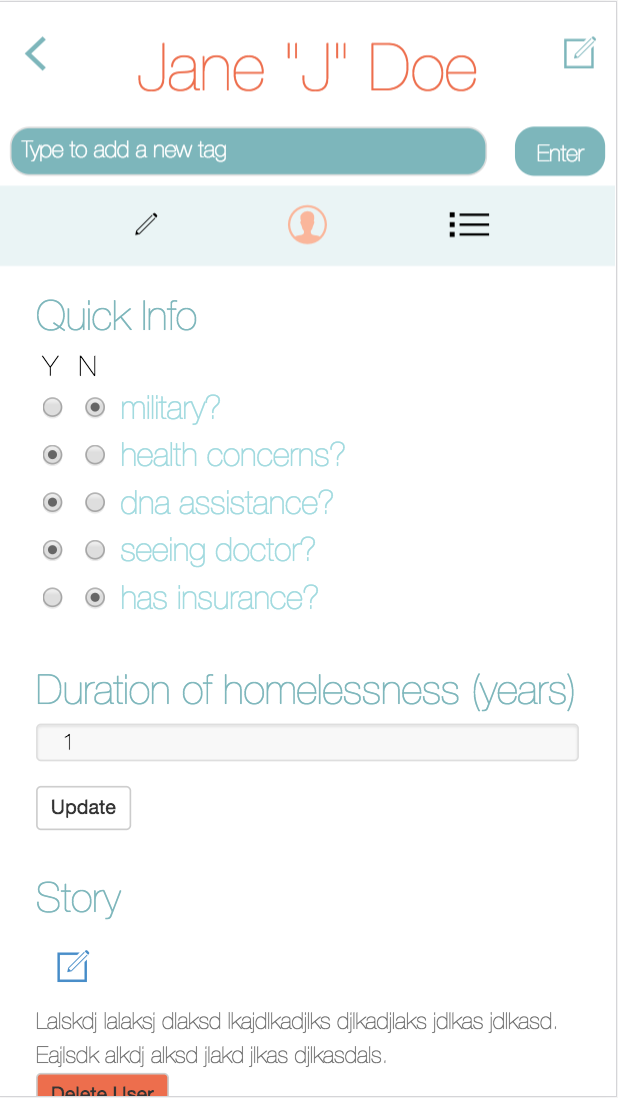 Jane "J" Doe
Type to add a new tag
Enter
Quick Info
Y N
military?
health concerns?
dna assistance?
seeing doctor?
has insurance?
Duration of homelessness (years)
1
Update
Story
Lalskdj lalaksj dlaksd lkajdlkadjlks djlkadjlaks jdlkas jdlkasd.
Eajlsdk alkdj alksd jlakd jlkas djlkasdals.
Delete User